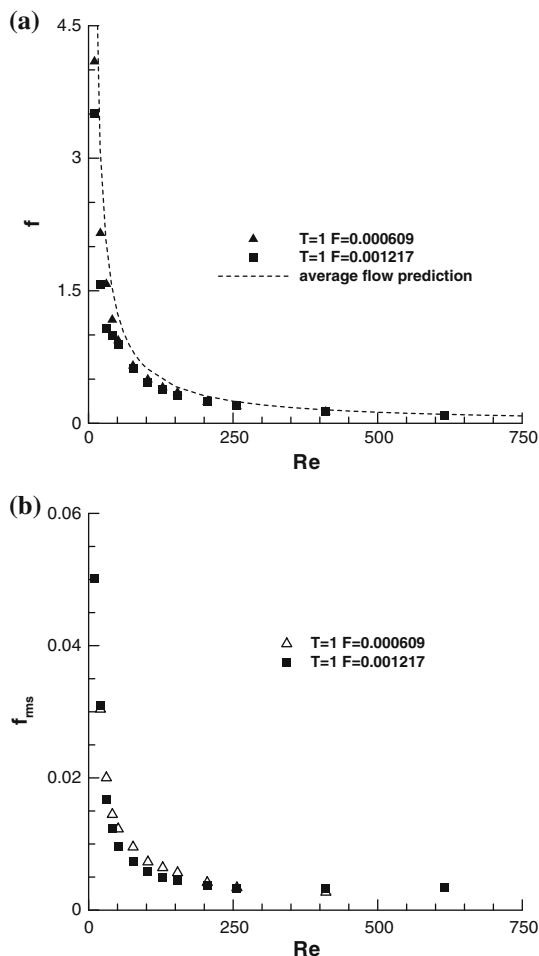 (a)
4.5
3
1.5
0
f
T=1 F=0.000609
T=1 F=0.001217
average flow prediction
0 250 500 750
Re
(b)
0.06
0.04
0.02
0
f_rms
T=1 F=0.000609
T=1 F=0.001217
0 250 500 750
Re